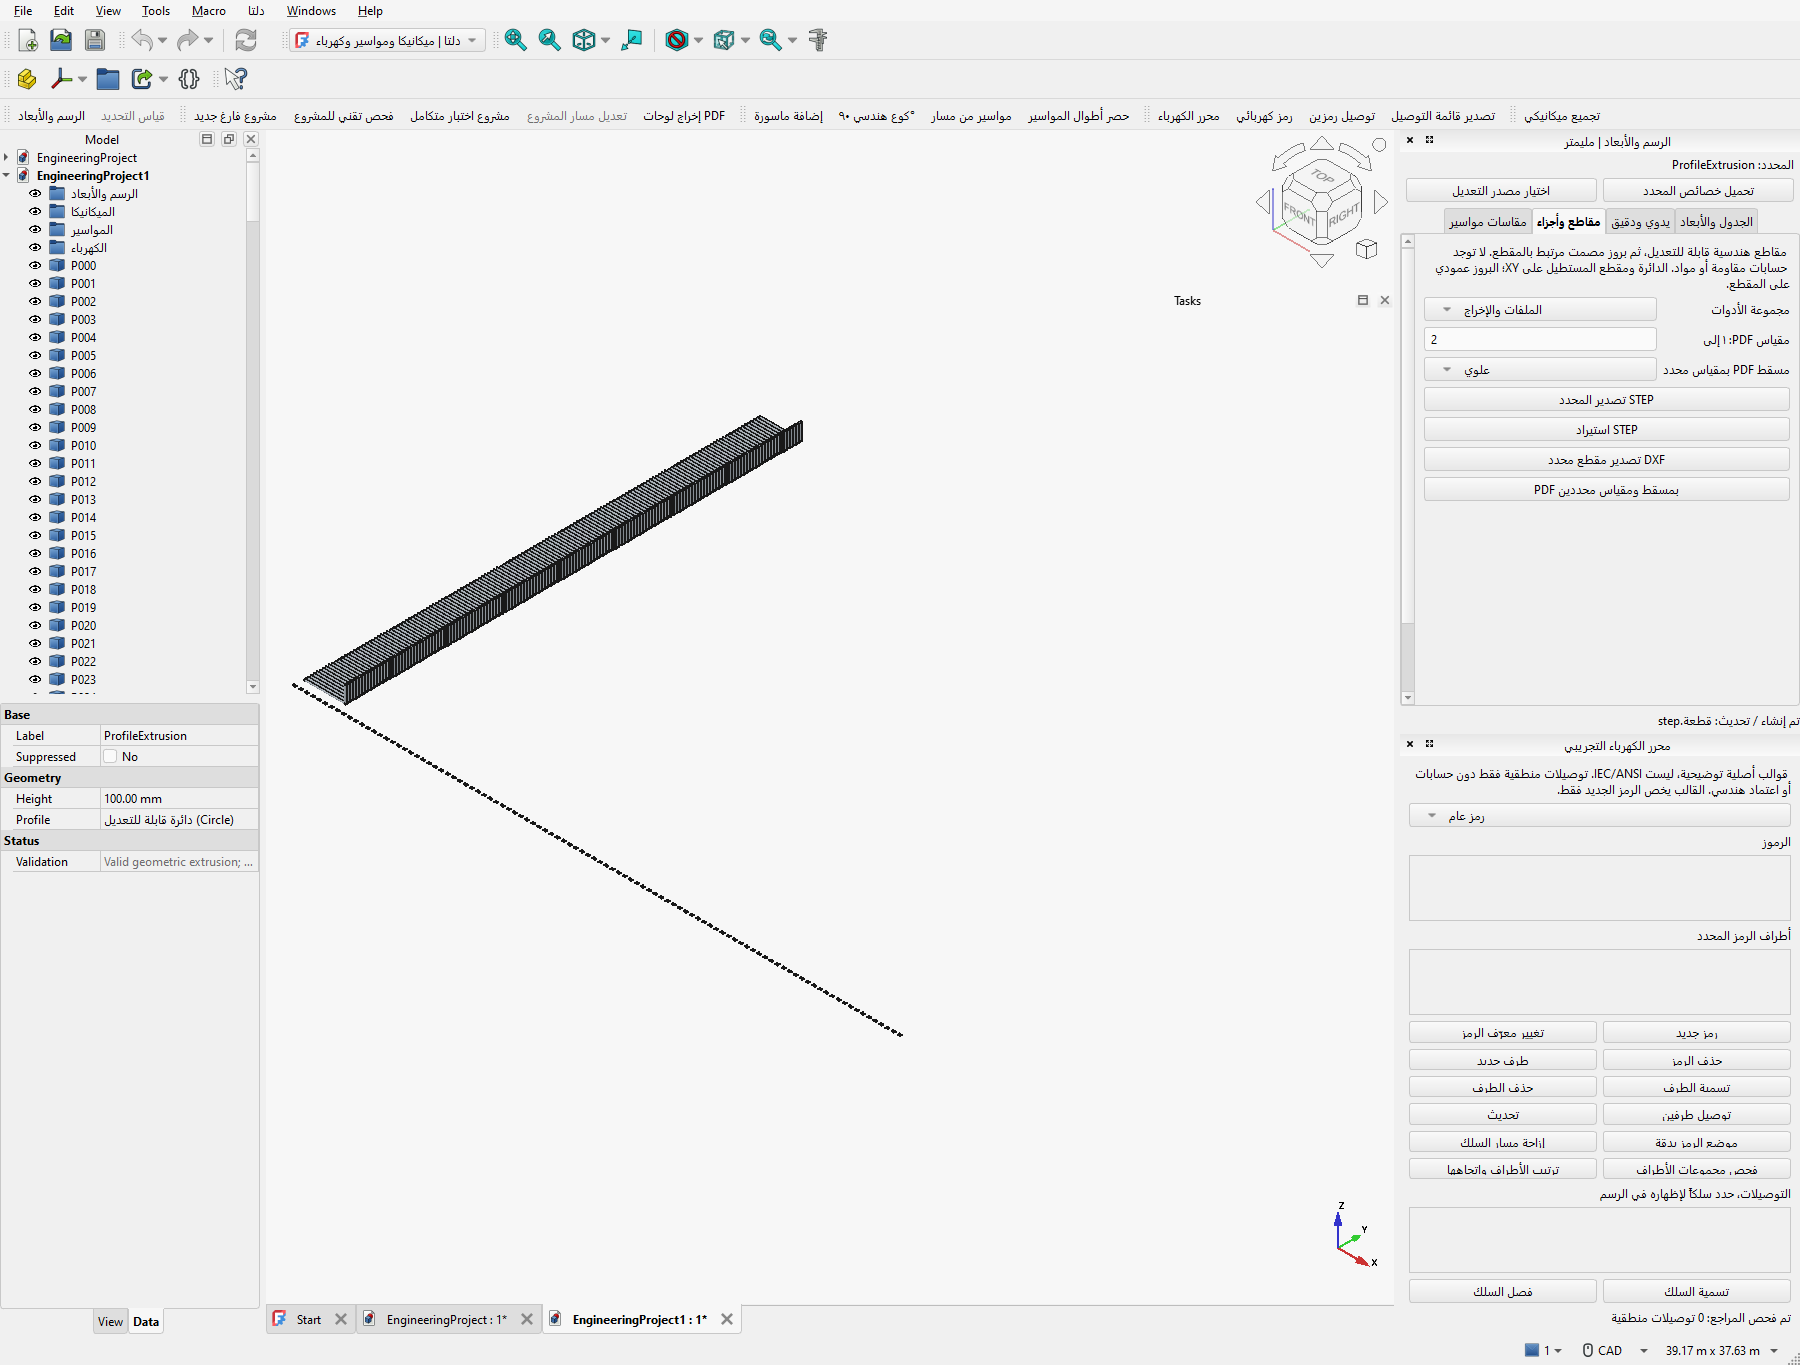 File Edit View Tools Macro دلتا Windows Help
دلتا | ميكانيكا ومواسير وكهرباء
الرسم والأبعاد قياس التحديد مشروع فارغ جديد فحص تقني للمشروع مشروع اختبار متكامل تعديل مسار المشروع PDF إخراج لوحات إضافة ماسورة كوع هندسي ٩٠° مواسير من مسار حصر أطوال المواسير محرر الكهرباء رمز كهربائي توصيل رمزين تصدير قائمة التوصيل تجميع ميكانيكي
Model
EngineeringProject
EngineeringProject1
الرسم والأبعاد
الميكانيكا
المواسير
الكهرباء
P000
P001
P002
P003
P004
P005
P006
P007
P008
P009
P010
P011
P012
P013
P014
P015
P016
P017
P018
P019
P020
P021
P022
P023
Base
Label ProfileExtrusion
Suppressed No
Geometry
Height 100.00 mm
Profile دائرة قابلة للتعديل (Circle)
Status
Validation Valid geometric extrusion; ...
View Data
TOP
FRONT
RIGHT
Tasks
Z
Y
X
Start EngineeringProject : 1* EngineeringProject1 : 1*
الرسم والأبعاد | مليمتر
المحدد: ProfileExtrusion
تحميل خصائص المحدد اختيار مصدر التعديل
الجدول والأبعاد يدوي ودقيق مقاطع وأجزاء مقاسات مواسير
مقاطع هندسية قابلة للتعديل، ثم بروز مصمت مرتبط بالمقطع. لا توجد
حسابات مقاومة أو مواد. الدائرة ومقطع المستطيل على XY؛ البروز عمودي
على المقطع.
مجموعة الأدوات الملفات والإخراج
مقياس PDF:١ إلى 2
مسقط PDF بمقياس محدد علوي
STEP تصدير المحدد
STEP استيراد
DXF تصدير مقطع محدد
بمسقط ومقياس محددين PDF
تم إنشاء / تحديث: قطعة.step
محرر الكهرباء التجريبي
قوالب أصلية توضيحية، ليست IEC/ANSI. توصيلات منطقية فقط دون حسابات
أو اعتماد هندسي. القالب يخص الرمز الجديد فقط.
رمز عام
الرموز
أطراف الرمز المحدد
رمز جديد تغيير معرّف الرمز
حذف الرمز طرف جديد
تسمية الطرف حذف الطرف
توصيل طرفين تحديث
موضع الرمز بدقة إزاحة مسار السلك
فحص مجموعات الأطراف ترتيب الأطراف واتجاهها
التوصيلات، حدد سلكاً لإظهاره في الرسم
تسمية السلك فصل السلك
تم فحص المراجع: 0 توصيلات منطقية
1 CAD 39.17 m x 37.63 m